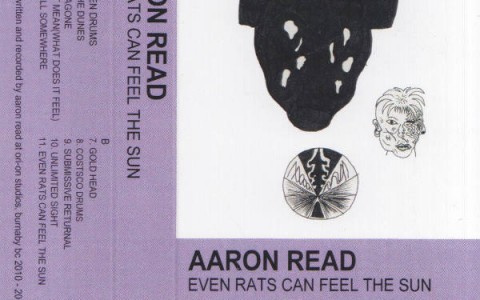 ON READ
ATS CAN FEEL THE SUN
EN DRUMS
HE DUNES
AGONE
MEAN(WHAT DOES IT FEEL)
LL SOMEWHERE
B
7. GOLD HEAD
8. COSTSCO DRUMS
9. SUBMISSIVE RETURNAL
10. UNLIMITED SIGHT
11. EVEN RATS CAN FEEL THE SUN
written and recorded by aaron read at ori-on studios, burnaby bc 2010 - 20
AARON READ
EVEN RATS CAN FEEL THE SUN